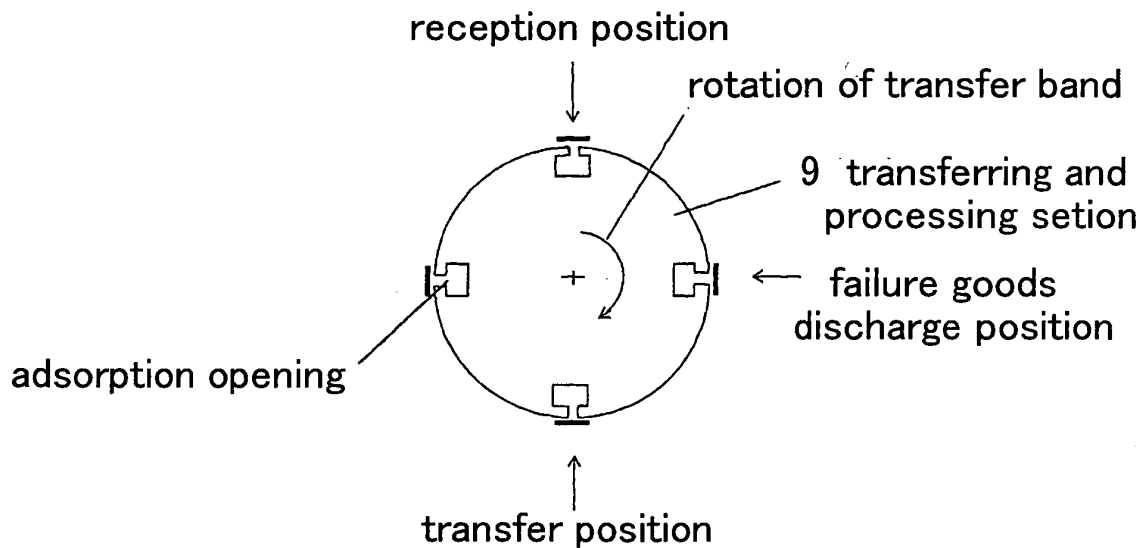 reception position
rotation of transfer band
9 transferring and
processing setion
failure goods
discharge position
adsorption opening
transfer position